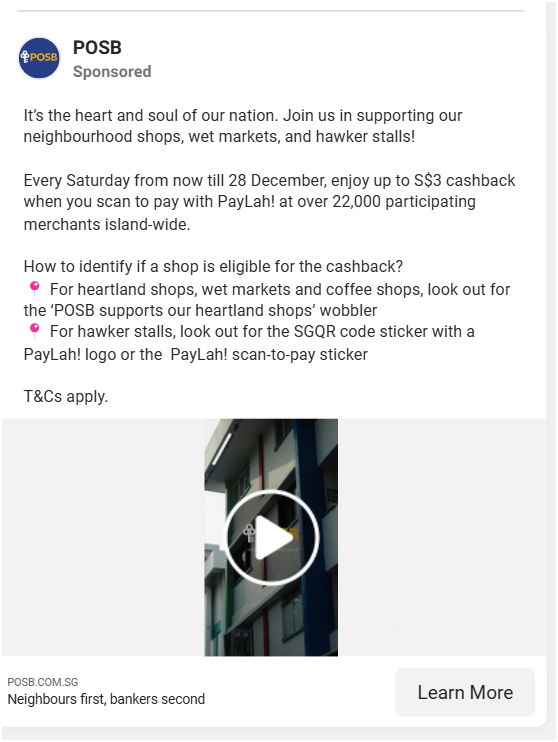 POSB
POSB
Sponsored
It's the heart and soul of our nation. Join us in supporting our
neighbourhood shops, wet markets, and hawker stalls!
Every Saturday from now till 28 December, enjoy up to S$3 cashback
when you scan to pay with PayLah! at over 22,000 participating
merchants island-wide.
How to identify if a shop is eligible for the cashback?
📍 For heartland shops, wet markets and coffee shops, look out for
the ‘POSB supports our heartland shops’ wobbler
📍 For hawker stalls, look out for the SGQR code sticker with a
PayLah! logo or the  PayLah! scan-to-pay sticker
T&Cs apply.
POSB.COM.SG
Neighbours first, bankers second
Learn More